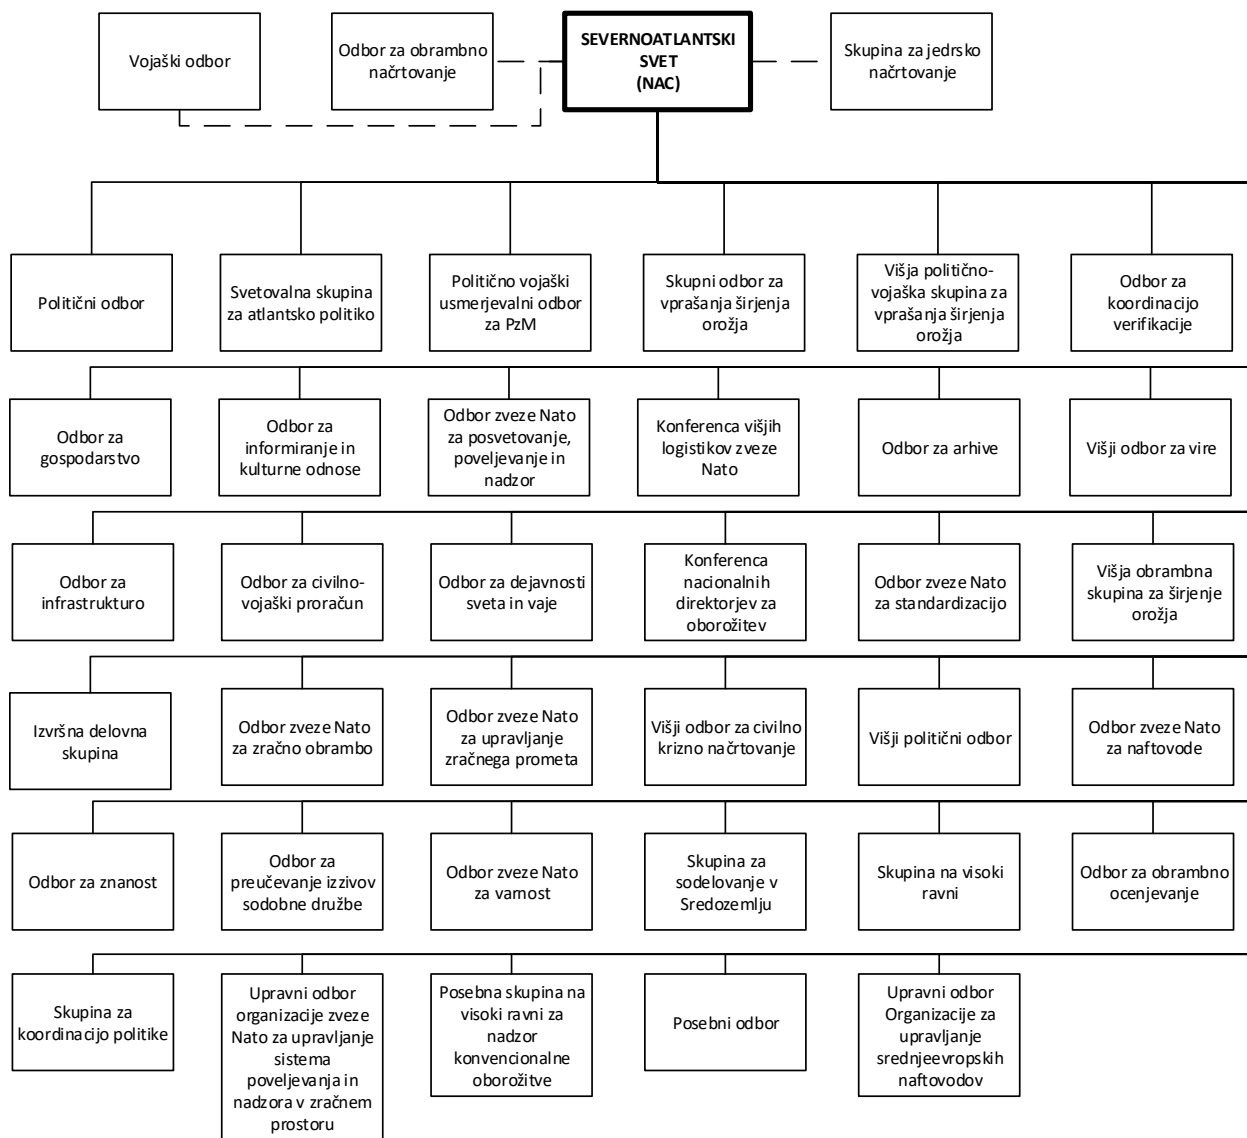 Vojaški odbor
Odbor za obrambno
načrtovanje
SEVERNOATLANTSKI
SVET
(NAC)
Skupina za jedrsko
načrtovanje
Politični odbor
Svetovalna skupina
za atlantsko politiko
Politično vojaški
usmerjevalni odbor
za PzM
Skupni odbor za
vprašanja širjenja
orožja
Višja politično-
vojaška skupina za
vprašanja širjenja
orožja
Odbor za
koordinacijo
verifikacije
Odbor za
gospodarstvo
Odbor za
informiranje in
kulturne odnose
Odbor zveze Nato
za posvetovanje,
poveljevanje in
nadzor
Konferenca višjih
logistikov zveze
Nato
Odbor za arhive
Višji odbor za vire
Odbor za
infrastrukturo
Odbor za civilno-
vojaški proračun
Odbor za dejavnosti
sveta in vaje
Konferenca
nacionalnih
direktorjev za
oborožitev
Odbor zveze Nato
za standardizacijo
Višja obrambna
skupina za širjenje
orožja
Izvršna delovna
skupina
Odbor zveze Nato
za zračno obrambo
Odbor zveze Nato
za upravljanje
zračnega prometa
Višji odbor za civilno
krizno načrtovanje
Višji politični odbor
Odbor zveze Nato
za naftovode
Odbor za znanost
Odbor za
preučevanje izzivov
sodobne družbe
Odbor zveze Nato
za varnost
Skupina za
sodelovanje v
Sredozemlju
Skupina na visoki
ravni
Odbor za obrambno
ocenjevanje
Skupina za
koordinacijo politike
Upravni odbor
organizacije zveze
Nato za upravljanje
sistema
poveljevanja in
nadzora v zračnem
prostoru
Posebna skupina na
visoki ravni za
nadzor
konvencionalne
oborožitve
Posebni odbor
Upravni odbor
Organizacije za
upravljanje
srednjeevropskih
naftovodov